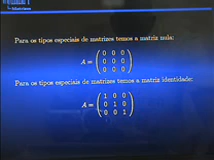 Para os tipos especiais de matrizes temos a matriz nula:
A = ( 0 0 0
0 0 0
0 0 0 )
Para os tipos especiais de matrizes temos a matriz identidade:
A = ( 1 0 0
0 1 0
0 0 1 )